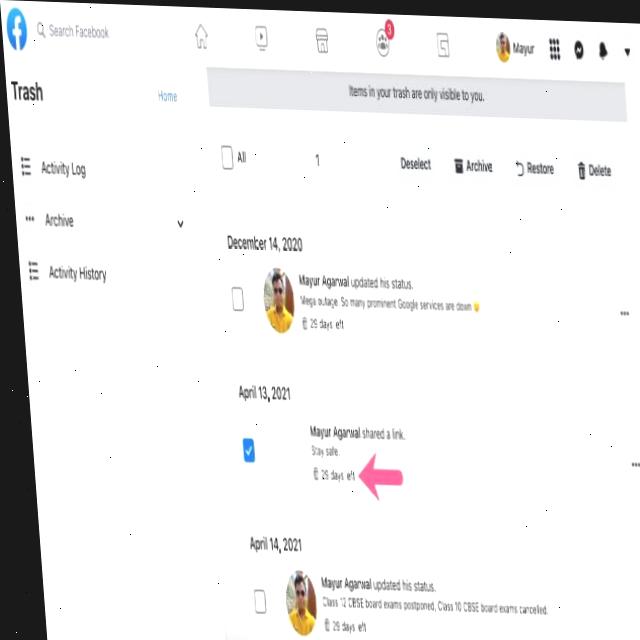 Search Facebook
3
Mayur
Trash
Home
Items in your trash are only visible to you.
Activity Log
All
1
Deselect
Archive
Restore
Delete
Archive
Activity History
December 14, 2020
Mayur Agarwal updated his status.
Mega outage. So many prominent Google services are down
29 days left
April 13, 2021
Mayur Agarwal shared a link.
Stay safe.
29 days left
April 14, 2021
Mayur Agarwal updated his status.
Class 12 CBSE board exams postponed, Class 10 CBSE board exams cancelled.
29 days left